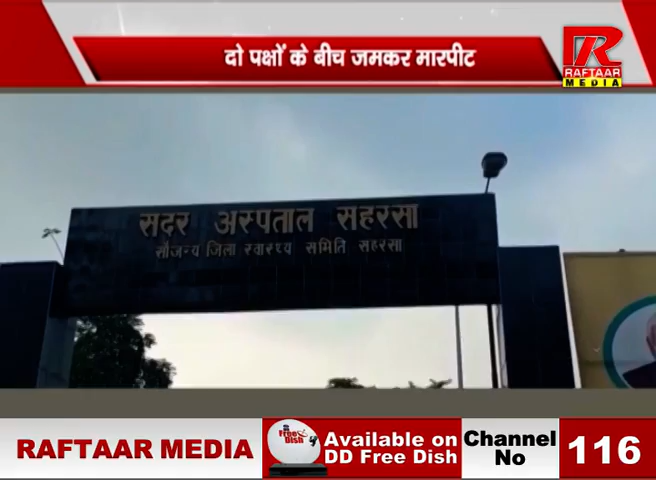 दो पक्षों के बीच जमकर मारपीट
RAFTAAR
MEDIA
सदर अस्पताल सहरसा
सौजन्य जिला स्वास्थ्य समिति सहरसा
RAFTAAR MEDIA
Free
Dish
Available on
DD Free Dish
Channel
No
116